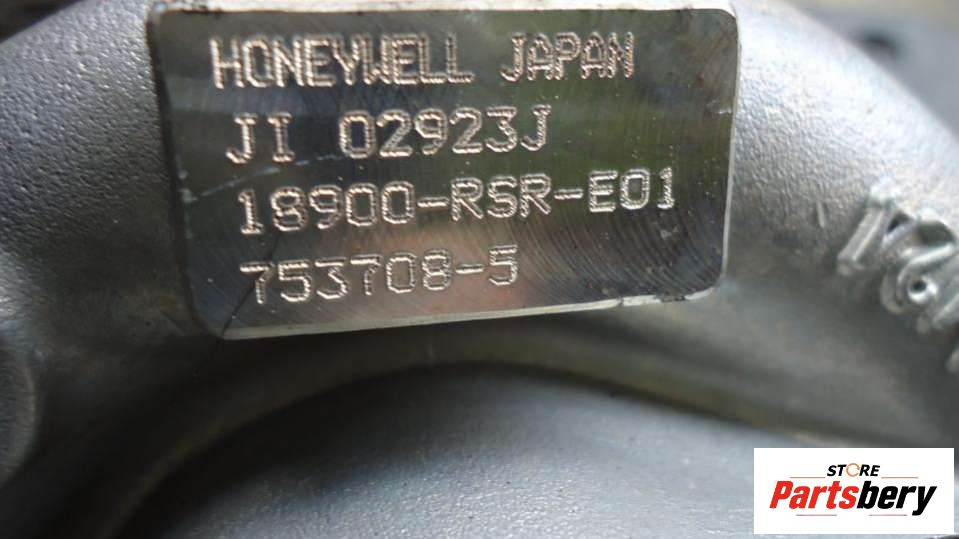 HONEYWELL JAPAN
JI 02923J
18900-RSR-E01
753708-5
STORE
Partsbery